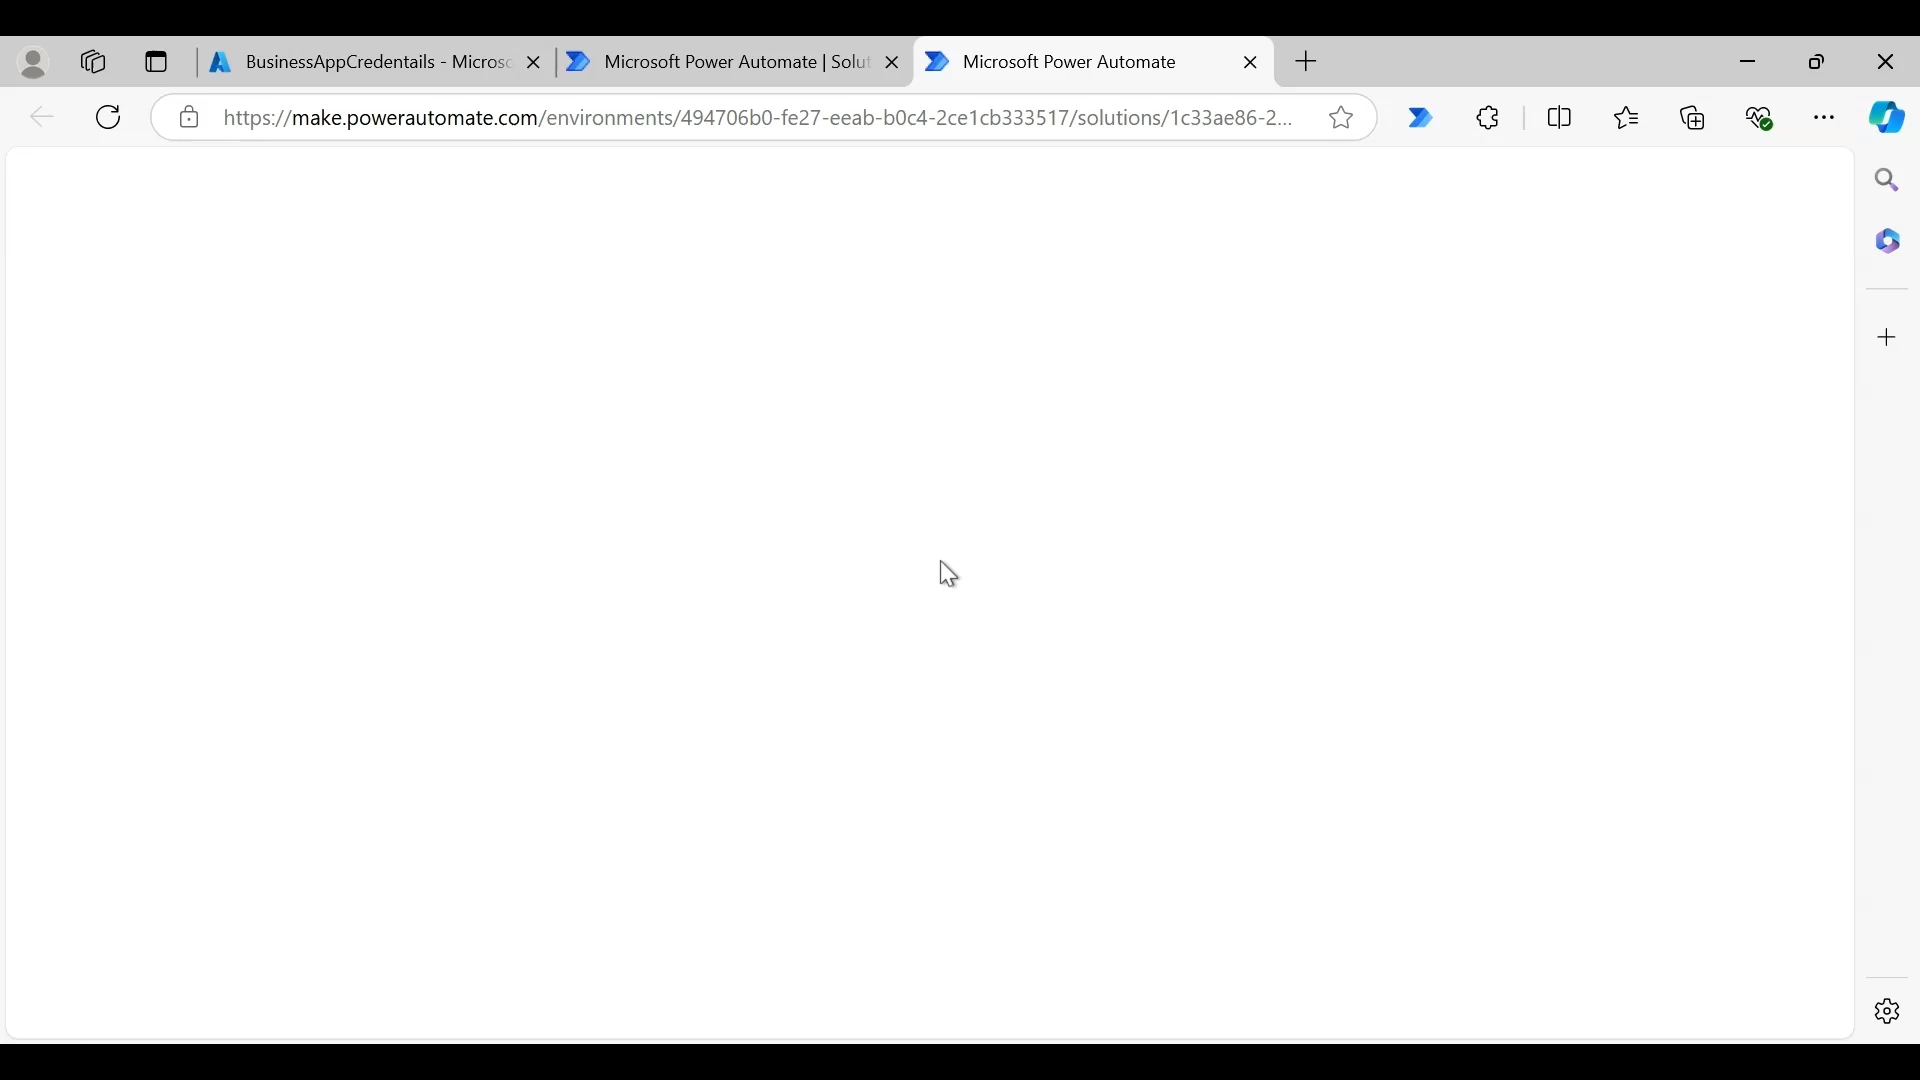 BusinessAppCredentails - Microsc
Microsoft Power Automate | Solut
Microsoft Power Automate
https://make.powerautomate.com/environments/494706b0-fe27-eeab-b0c4-2ce1cb333517/solutions/1c33ae86-2...